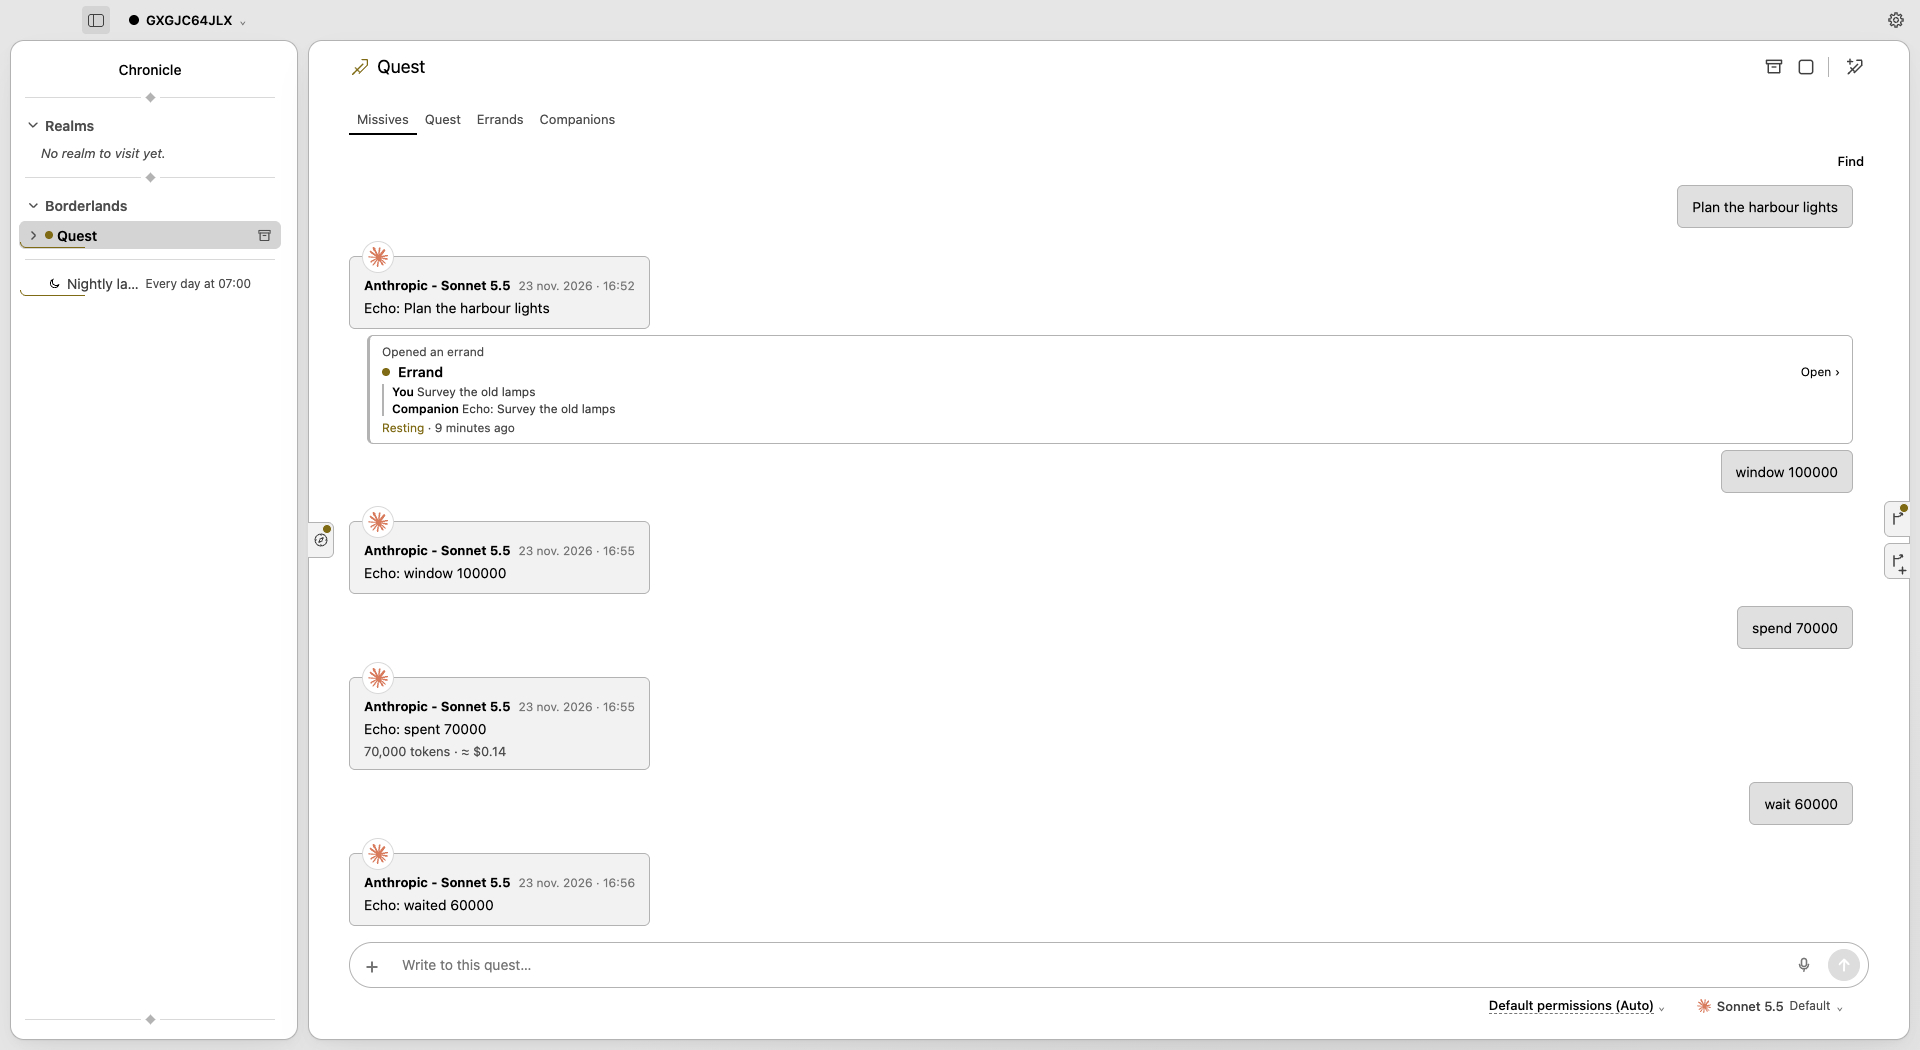 GXGJC64JLX
Chronicle
Realms
No realm to visit yet.
Borderlands
Quest
Nightly la... Every day at 07:00
Quest
Missives Quest Errands Companions
Find
Plan the harbour lights
Anthropic - Sonnet 5.5 23 nov. 2026 · 16:52
Echo: Plan the harbour lights
Opened an errand
Errand
Open ›
You Survey the old lamps
Companion Echo: Survey the old lamps
Resting · 9 minutes ago
window 100000
Anthropic - Sonnet 5.5 23 nov. 2026 · 16:55
Echo: window 100000
spend 70000
Anthropic - Sonnet 5.5 23 nov. 2026 · 16:55
Echo: spent 70000
70,000 tokens · ≈ $0.14
wait 60000
Anthropic - Sonnet 5.5 23 nov. 2026 · 16:56
Echo: waited 60000
Write to this quest...
Default permissions (Auto)
Sonnet 5.5 Default